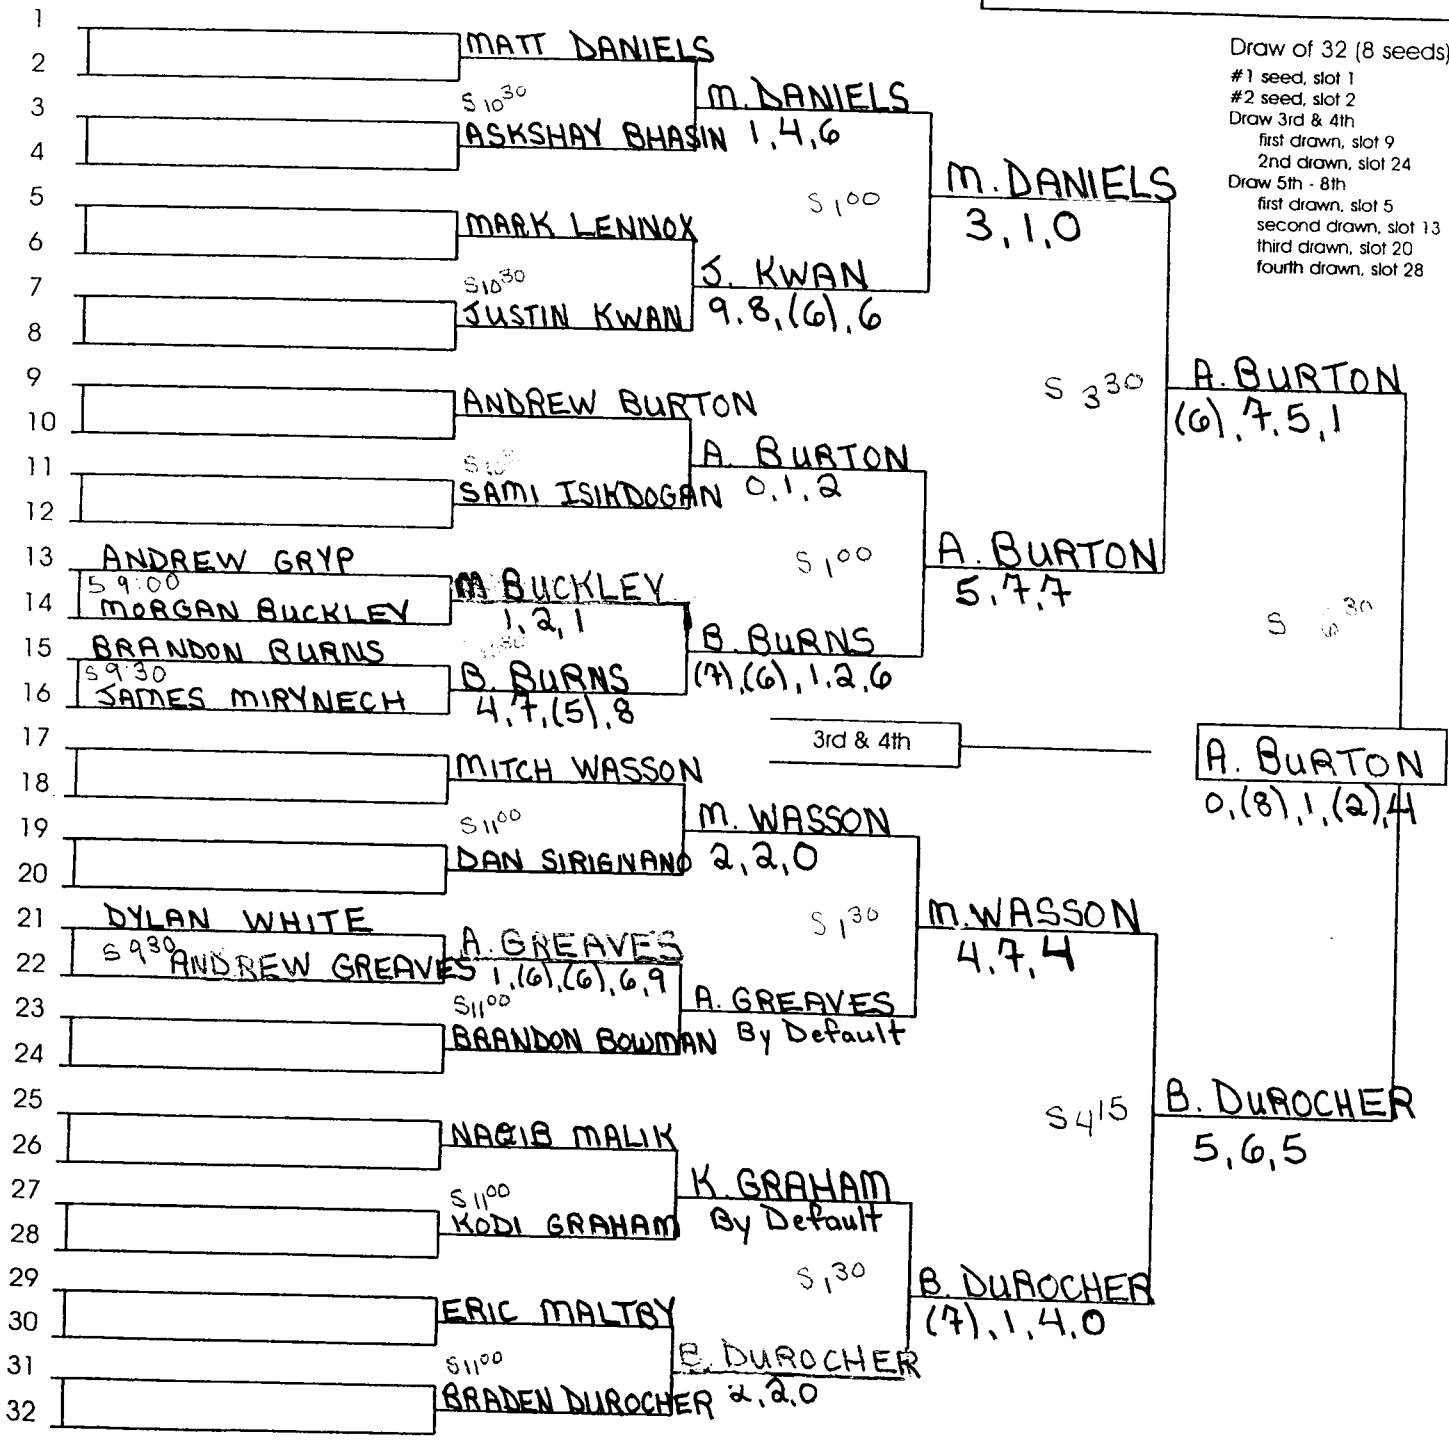 Draw of 32 (8 seeds)
#1 seed, slot 1
#2 seed, slot 2
Draw 3rd & 4th
first drawn, slot 9
2nd drawn, slot 24
Draw 5th - 8th
first drawn, slot 5
second drawn, slot 13
third drawn, slot 20
fourth drawn, slot 28
1
2
3
4
5
6
7
8
9
10
11
12
13
14
15
16
17
18
19
20
21
22
23
24
25
26
27
28
29
30
31
32
ANDREW GRYP
S 9:00
MORGAN BUCKLEY
BRANDON BURNS
S 9:30
JAMES MIRYNECH
DYLAN WHITE
S 9 30
ANDREW GREAVES
MATT DANIELS
S 10 30
ASKSHAY BHASIN
MARK LENNOX
S 10 30
JUSTIN KWAN
ANDREW BURTON
SAMI ISIKDOGAN
M BUCKLEY
1, 2, 1
B. BURNS
4, 7, (5), 8
MITCH WASSON
S 11 00
DAN SIRIGNANO
A. GREAVES
1, (6), (6), 6, 9
S 11 00
BRANDON BOWMAN
NAQIB MALIK
S 11 00
KODI GRAHAM
ERIC MALTBY
S 11 00
BRADEN DUROCHER
M. DANIELS
1, 4, 6
S 1 00
J. KWAN
9, 8, (6), 6
A. BURTON
0, 1, 2
S 1 00
B. BURNS
(7), (6), 1, 2, 6
3rd & 4th
M. WASSON
2, 2, 0
S 1 30
A. GREAVES
By Default
K. GRAHAM
By Default
S 1 30
B. DUROCHER
2, 2, 0
M. DANIELS
3, 1, 0
S 3 30
A. BURTON
5, 7, 7
M. WASSON
4, 7, 4
S 4 15
B. DUROCHER
(7), 1, 4, 0
A. BURTON
(6), 7, 5, 1
A. BURTON
0, (8), 1, (2), 4
B. DUROCHER
5, 6, 5